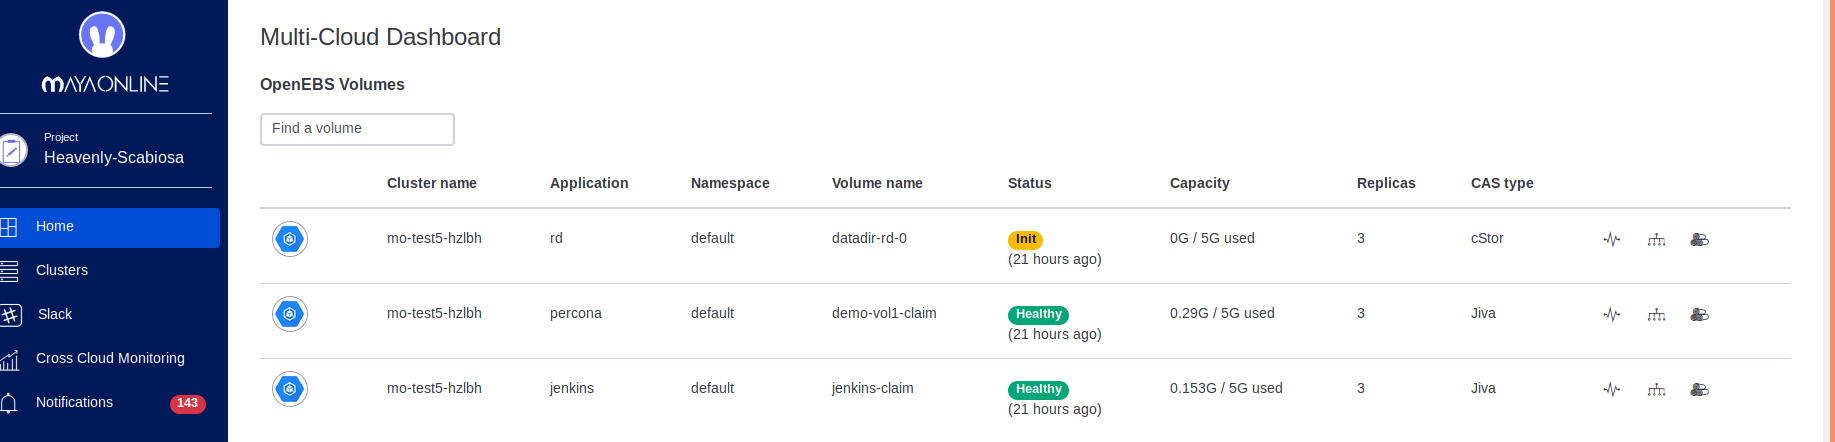 MAYAONLINE
Project
Heavenly-Scabiosa
Home
Clusters
Slack
Cross Cloud Monitoring
Notifications 143
Multi-Cloud Dashboard
OpenEBS Volumes
Find a volume
Cluster name Application Namespace Volume name Status Capacity Replicas CAS type
mo-test5-hzlbh rd default datadir-rd-0 Init 0G / 5G used 3 cStor
(21 hours ago)
mo-test5-hzlbh percona default demo-vol1-claim Healthy 0.29G / 5G used 3 Jiva
(21 hours ago)
mo-test5-hzlbh jenkins default jenkins-claim Healthy 0.153G / 5G used 3 Jiva
(21 hours ago)